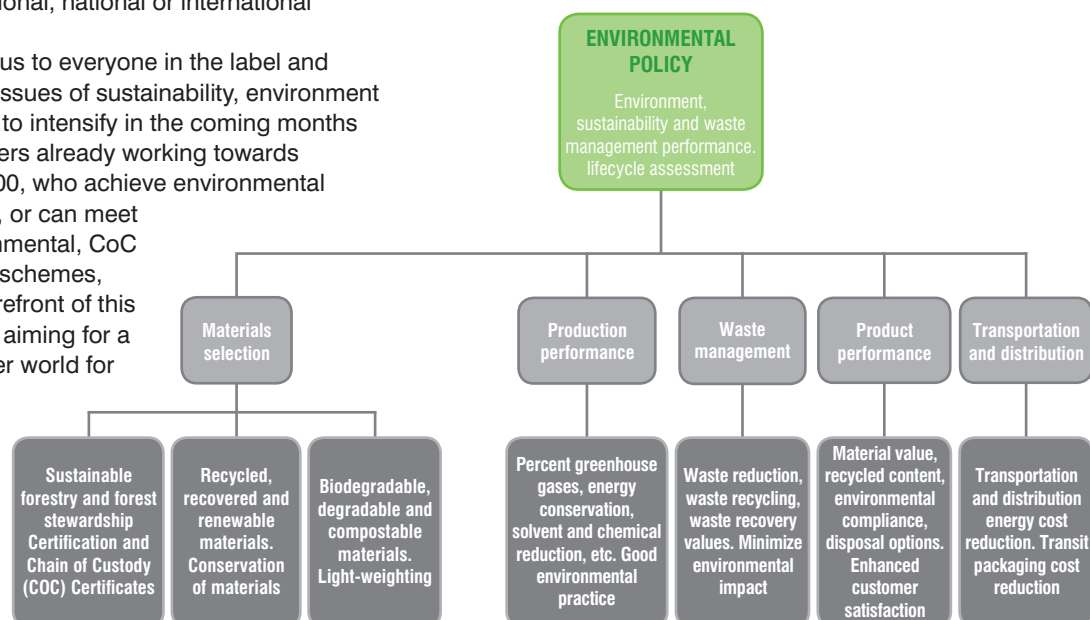 onal, national or international
us to everyone in the label and
ssues of sustainability, environment
to intensify in the coming months
ers already working towards
00, who achieve environmental
, or can meet
nmental, CoC
schemes,
refront of this
aiming for a
er world for
ENVIRONMENTAL
POLICY
Environment,
sustainability and waste
management performance.
lifecycle assessment
Materials
selection
Production
performance
Waste
management
Product
performance
Transportation
and distribution
Sustainable
forestry and forest
stewardship
Certification and
Chain of Custody
(COC) Certificates
Recycled,
recovered and
renewable
materials.
Conservation
of materials
Biodegradable,
degradable and
compostable
materials.
Light-weighting
Percent greenhouse
gases, energy
conservation,
solvent and chemical
reduction, etc. Good
environmental
practice
Waste reduction,
waste recycling,
waste recovery
values. Minimize
environmental
impact
Material value,
recycled content,
environmental
compliance,
disposal options.
Enhanced
customer
satisfaction
Transportation
and distribution
energy cost
reduction. Transit
packaging cost
reduction